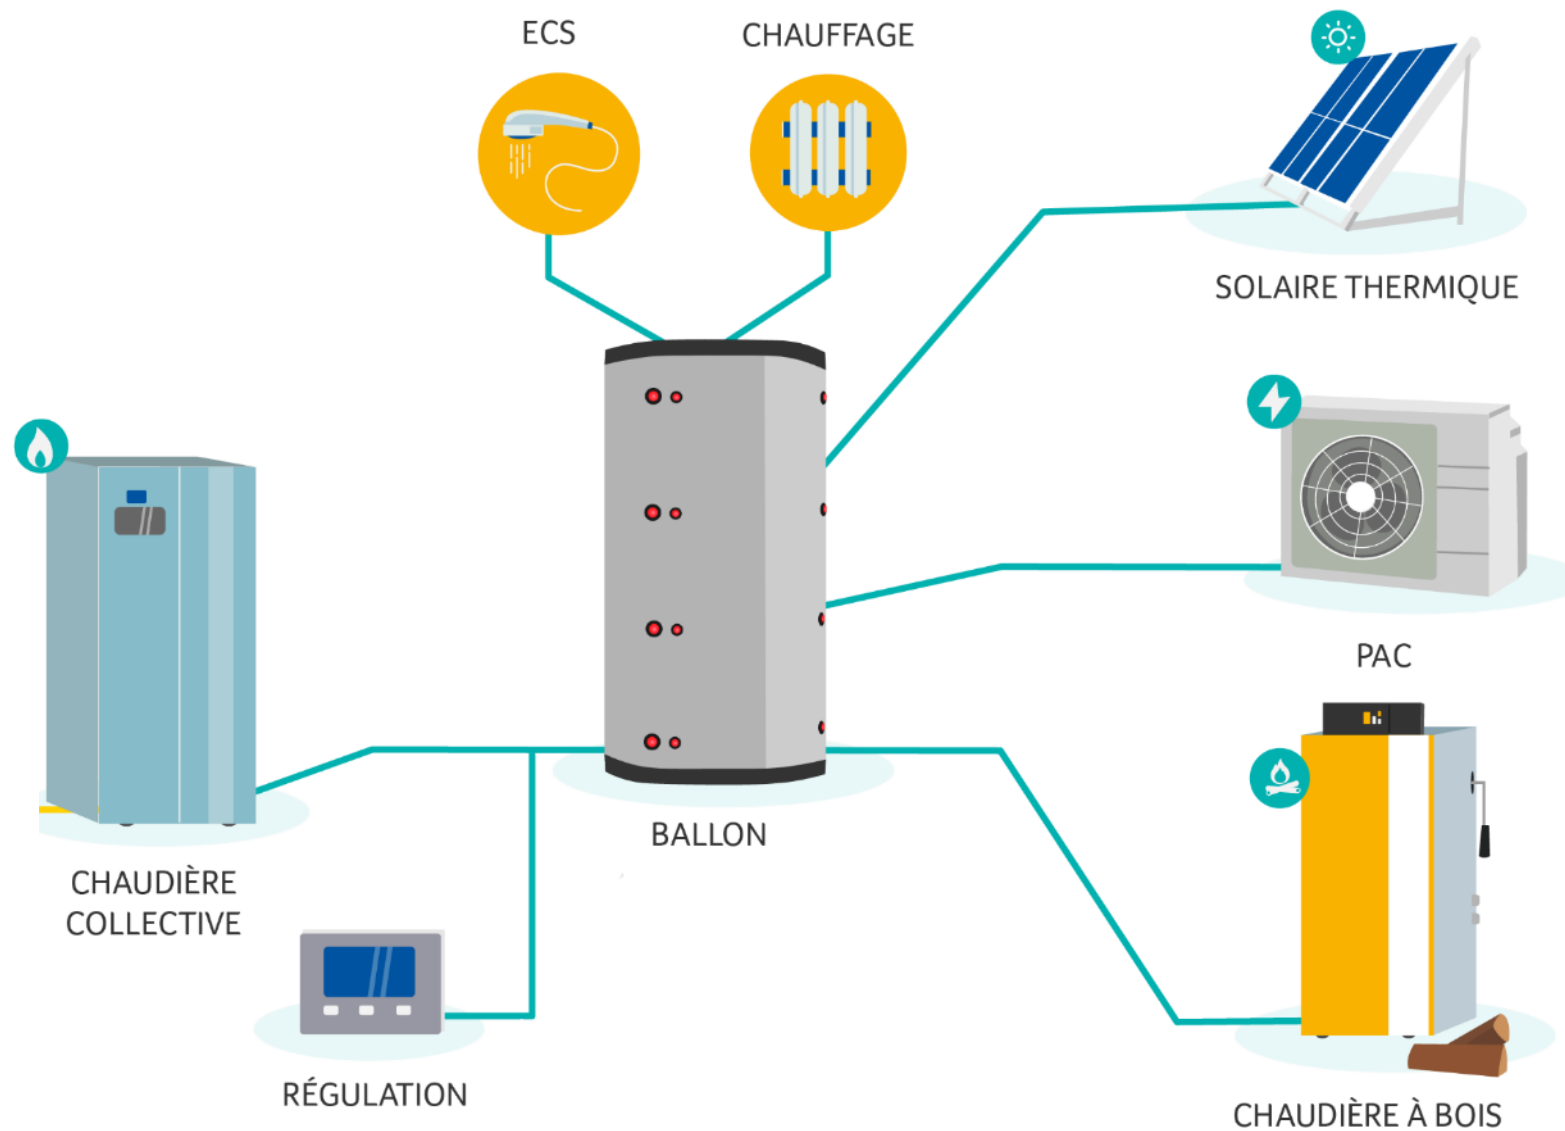 ECS
CHAUFFAGE
SOLAIRE THERMIQUE
PAC
BALLON
CHAUDIÈRE
COLLECTIVE
RÉGULATION
CHAUDIÈRE À BOIS